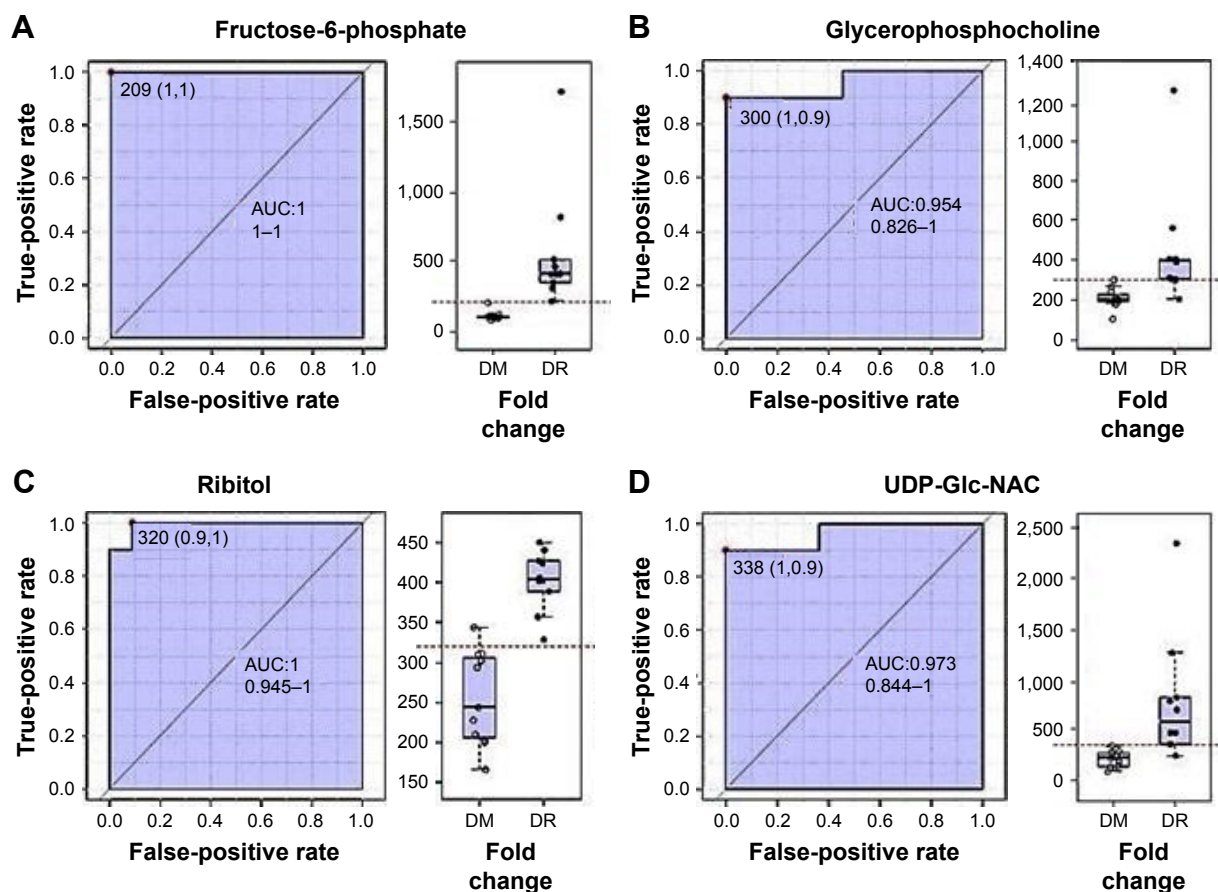 A
Fructose-6-phosphate
True-positive rate
1.0
0.8
0.6
0.4
0.2
0.0
209 (1,1)
AUC:1
1–1
0.0 0.2 0.4 0.6 0.8 1.0
False-positive rate
1,500
1,000
500
0
DM DR
Fold
change
B
Glycerophosphocholine
True-positive rate
1.0
0.8
0.6
0.4
0.2
0.0
300 (1,0.9)
AUC:0.954
0.826–1
0.0 0.2 0.4 0.6 0.8 1.0
False-positive rate
1,400
1,200
1,000
800
600
400
200
0
DM DR
Fold
change
C
Ribitol
True-positive rate
1.0
0.8
0.6
0.4
0.2
0.0
320 (0.9,1)
AUC:1
0.945–1
0.0 0.2 0.4 0.6 0.8 1.0
False-positive rate
450
400
350
300
250
200
150
DM DR
Fold
change
D
UDP-Glc-NAC
True-positive rate
1.0
0.8
0.6
0.4
0.2
0.0
338 (1,0.9)
AUC:0.973
0.844–1
0.0 0.2 0.4 0.6 0.8 1.0
False-positive rate
2,500
2,000
1,500
1,000
500
0
DM DR
Fold
change